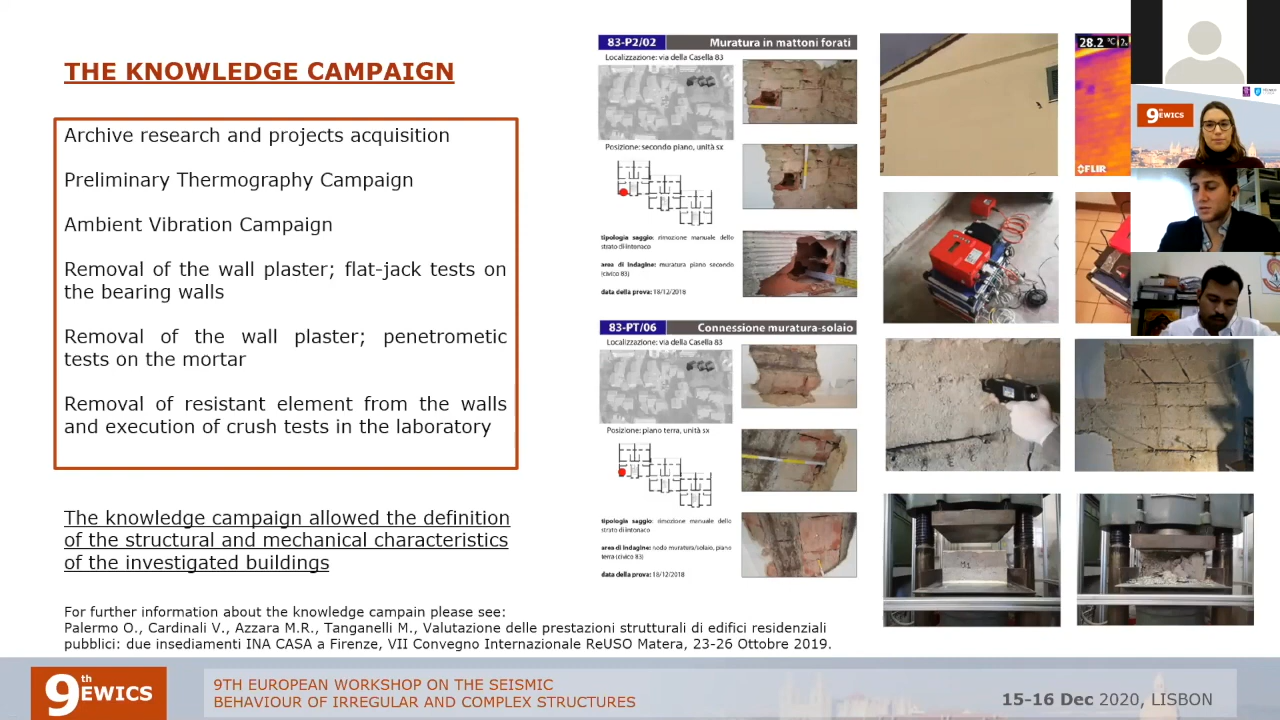 THE KNOWLEDGE CAMPAIGN
Archive research and projects acquisition
Preliminary Thermography Campaign
Ambient Vibration Campaign
Removal of the wall plaster; flat-jack tests on
the bearing walls
Removal of the wall plaster; penetrometic
tests on the mortar
Removal of resistant element from the walls
and execution of crush tests in the laboratory
The knowledge campaign allowed the definition
of the structural and mechanical characteristics
of the investigated buildings
For further information about the knowledge campain please see:
Palermo O., Cardinali V., Azzara M.R., Tanganelli M., Valutazione delle prestazioni strutturali di edifici residenziali
pubblici: due insediamenti INA CASA a Firenze, VII Convegno Internazionale ReUSO Matera, 23-26 Ottobre 2019.
83-P2/02 Muratura in mattoni forati
Localizzazione: via della Casella 83
Posizione: secondo piano, unità sx
tipologia saggio: rimozione manuale dello
strato di intonaco
area di indagine: muratura piano secondo
(civico 83)
data della prova: 18/12/2018
83-PT/06 Connessione muratura-solaio
Localizzazione: via della Casella 83
Posizione: piano terra, unità sx
tipologia saggio: rimozione manuale dello
strato di intonaco
area di indagine: nodo muratura/solaio, piano
terra (civico 83)
data della prova: 18/12/2018
28.2 °C
FLIR
9th EWICS
9th EWICS
9TH EUROPEAN WORKSHOP ON THE SEISMIC
BEHAVIOUR OF IRREGULAR AND COMPLEX STRUCTURES
15-16 Dec 2020, LISBON